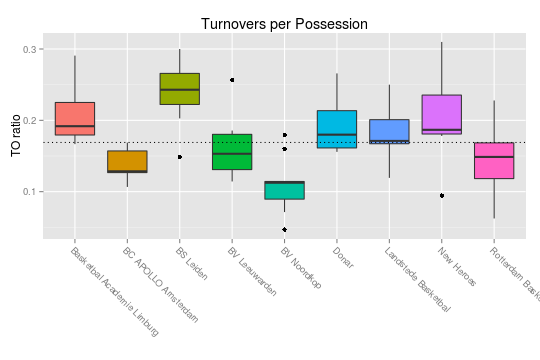 Turnovers per Possession
TO ratio
0.3
0.2
0.1
Basketbal Academie Limburg
BC APOLLO Amsterdam
BS Leiden
BV Leeuwarden
BV Noordkop
Donar
Landstede Basketbal
New Heroes
Rotterdam Bask